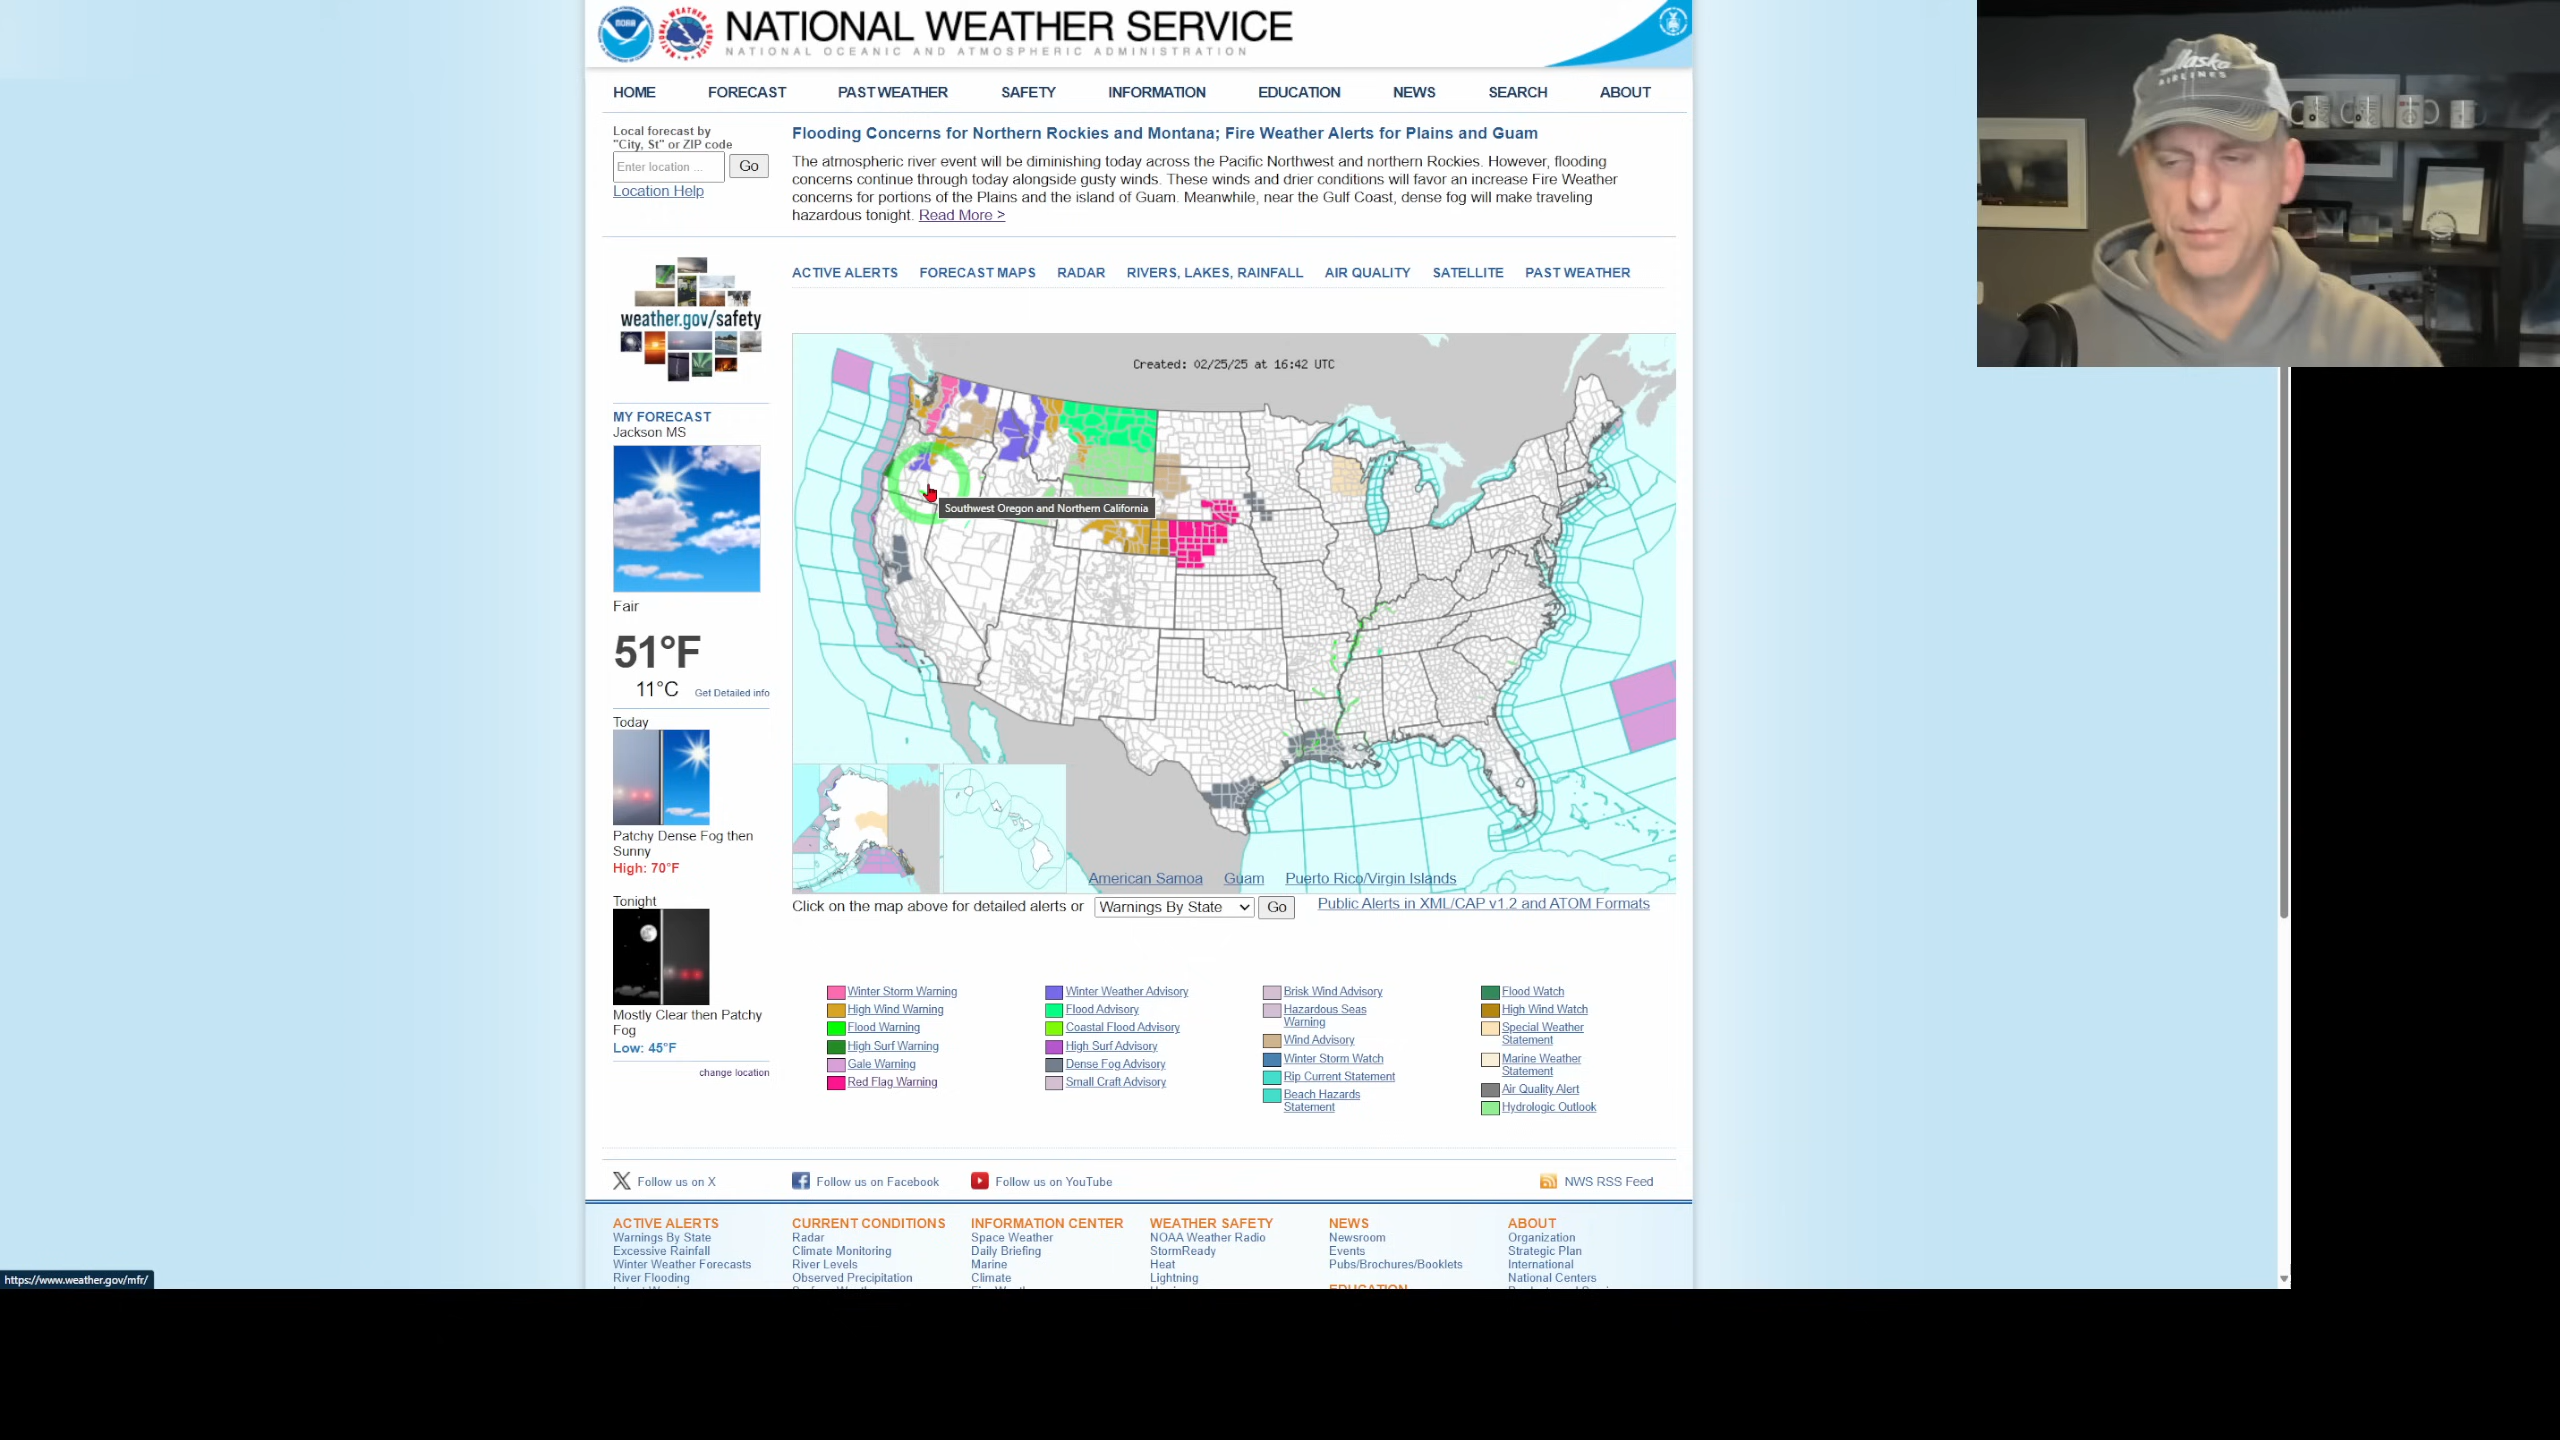 NATIONAL WEATHER SERVICE
NATIONAL OCEANIC AND ATMOSPHERIC ADMINISTRATION
HOME FORECAST PAST WEATHER SAFETY INFORMATION EDUCATION NEWS SEARCH ABOUT
Local forecast by
"City, St" or ZIP code
Enter location ... Go
Location Help
Flooding Concerns for Northern Rockies and Montana; Fire Weather Alerts for Plains and Guam
The atmospheric river event will be diminishing today across the Pacific Northwest and northern Rockies. However, flooding
concerns continue through today alongside gusty winds. These winds and drier conditions will favor an increase Fire Weather
concerns for portions of the Plains and the island of Guam. Meanwhile, near the Gulf Coast, dense fog will make traveling
hazardous tonight. Read More >
ACTIVE ALERTS FORECAST MAPS RADAR RIVERS, LAKES, RAINFALL AIR QUALITY SATELLITE PAST WEATHER
weather.gov/safety
MY FORECAST
Jackson MS
Fair
51°F
11°C Get Detailed info
Today
Patchy Dense Fog then
Sunny
High: 70°F
Tonight
Mostly Clear then Patchy
Fog
Low: 45°F
change location
Created: 02/25/25 at 16:42 UTC
Southwest Oregon and Northern California
American Samoa Guam Puerto Rico/Virgin Islands
Click on the map above for detailed alerts or Warnings By State Go Public Alerts in XML/CAP v1.2 and ATOM Formats
Winter Storm Warning
High Wind Warning
Flood Warning
High Surf Warning
Gale Warning
Red Flag Warning
Winter Weather Advisory
Flood Advisory
Coastal Flood Advisory
High Surf Advisory
Dense Fog Advisory
Small Craft Advisory
Brisk Wind Advisory
Hazardous Seas
Warning
Wind Advisory
Winter Storm Watch
Rip Current Statement
Beach Hazards
Statement
Flood Watch
High Wind Watch
Special Weather
Statement
Marine Weather
Statement
Air Quality Alert
Hydrologic Outlook
Follow us on X Follow us on Facebook Follow us on YouTube NWS RSS Feed
ACTIVE ALERTS
Warnings By State
Excessive Rainfall
Winter Weather Forecasts
River Flooding
CURRENT CONDITIONS
Radar
Climate Monitoring
River Levels
Observed Precipitation
INFORMATION CENTER
Space Weather
Daily Briefing
Marine
Climate
WEATHER SAFETY
NOAA Weather Radio
StormReady
Heat
Lightning
NEWS
Newsroom
Events
Pubs/Brochures/Booklets
EDUCATION
ABOUT
Organization
Strategic Plan
International
National Centers
https://www.weather.gov/mfr/
Alaska
AIRLINES